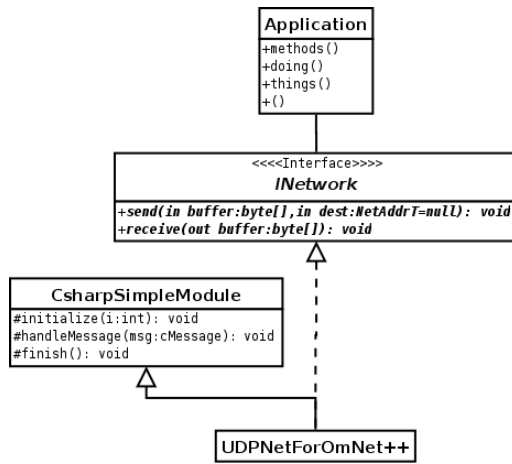 Application
+methods()
+doing()
+things()
+()
<<<<Interface>>>>
INetwork
+send(in buffer:byte[],in dest:NetAddrT=null): void
+receive(out buffer:byte[]): void
CsharpSimpleModule
#initialize(i:int): void
#handleMessage(msg:cMessage): void
#finish(): void
UDPNetForOmNet++